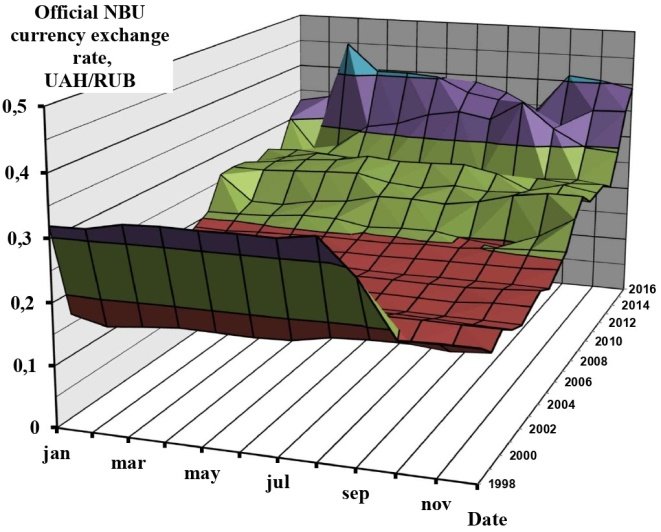 Official NBU
currency exchange
rate,
UAH/RUB
0,5
0,4
0,3
0,2
0,1
0
jan
mar
may
jul
sep
nov
Date
2016
2014
2012
2010
2008
2006
2004
2002
2000
1998